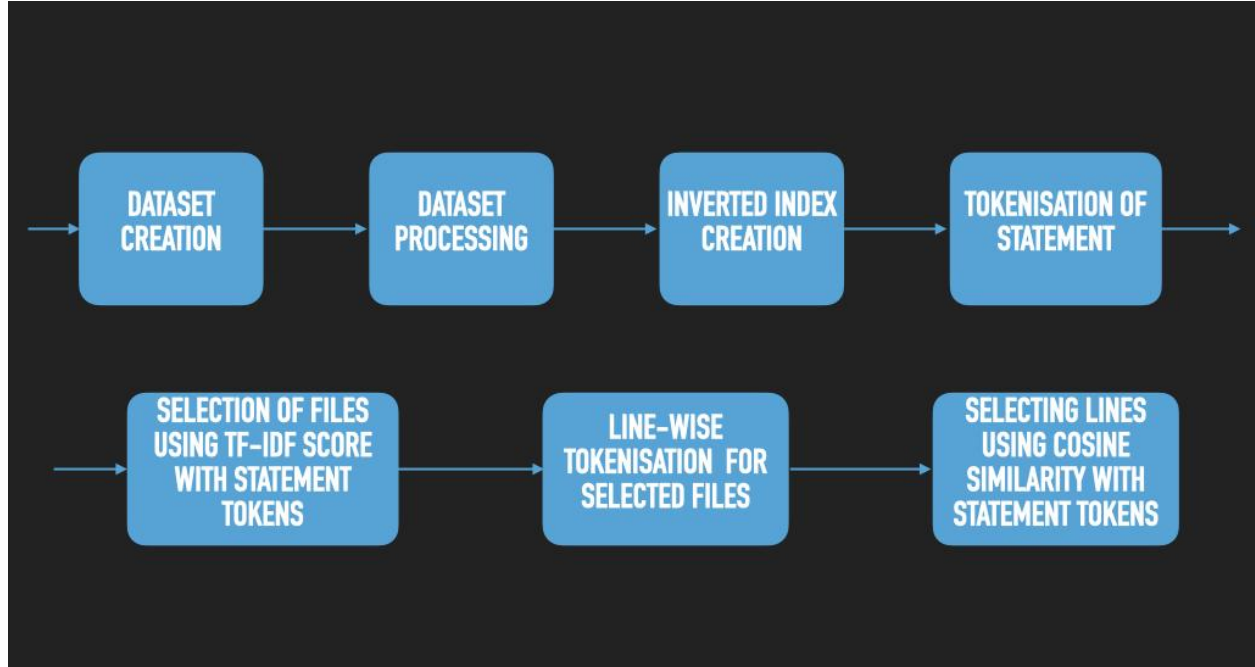 DATASET
CREATION
DATASET
PROCESSING
INVERTED INDEX
CREATION
TOKENISATION OF
STATEMENT
SELECTION OF FILES
USING TF-IDF SCORE
WITH STATEMENT
TOKENS
LINE-WISE
TOKENISATION FOR
SELECTED FILES
SELECTING LINES
USING COSINE
SIMILARITY WITH
STATEMENT TOKENS